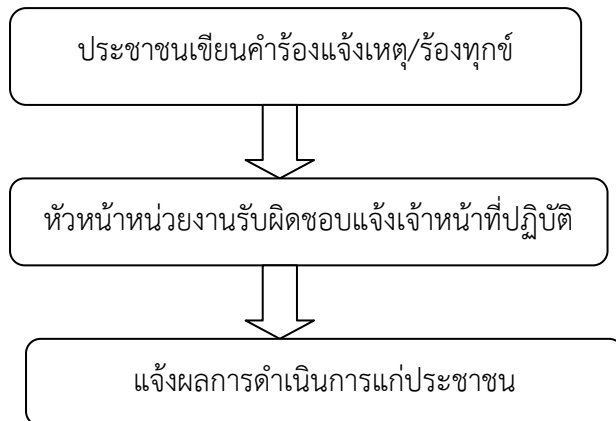 ประชาชนเขียนคำร้องแจ้งเหตุ/ร้องทุกข์
หัวหน้าหน่วยงานรับผิดชอบแจ้งเจ้าหน้าที่ปฏิบัติ
แจ้งผลการดำเนินการแก่ประชาชน